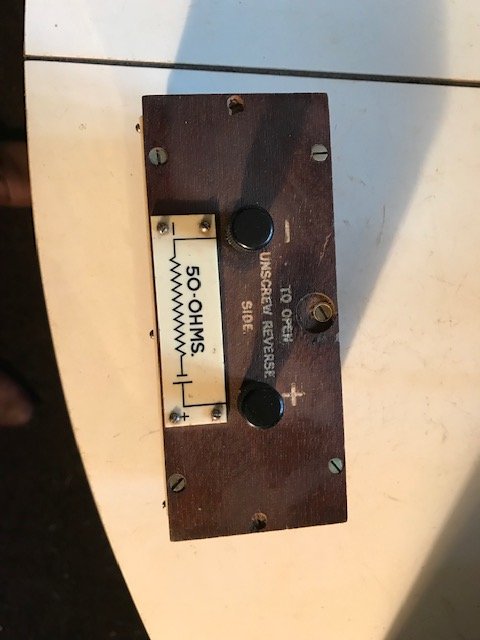 50-OHMS.
- +
- +
TO OPEN
UNSCREW REVERSE
SIDE